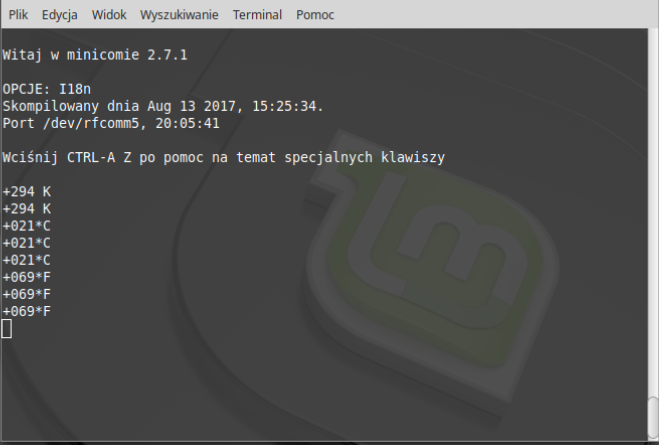 Plik Edycja Widok Wyszukiwanie Terminal Pomoc
Witaj w minicomie 2.7.1
OPCJE: I18n
Skompilowany dnia Aug 13 2017, 15:25:34.
Port /dev/rfcomm5, 20:05:41
Wciśnij CTRL-A Z po pomoc na temat specjalnych klawiszy
+294 K
+294 K
+021*C
+021*C
+021*C
+069*F
+069*F
+069*F